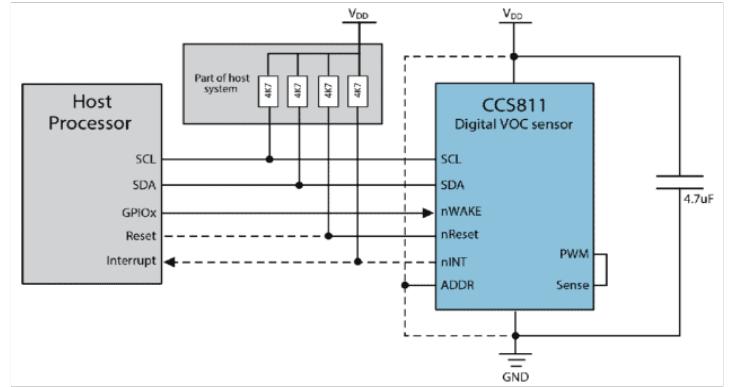 VDD
VDD
Part of host
system
4K7
4K7
4K7
4K7
Host
Processor
CCS811
Digital VOC sensor
SCL
SCL
SDA
SDA
4.7uF
GPIOx
nWAKE
Reset
nReset
Interrupt
nINT
PWM
ADDR
Sense
GND